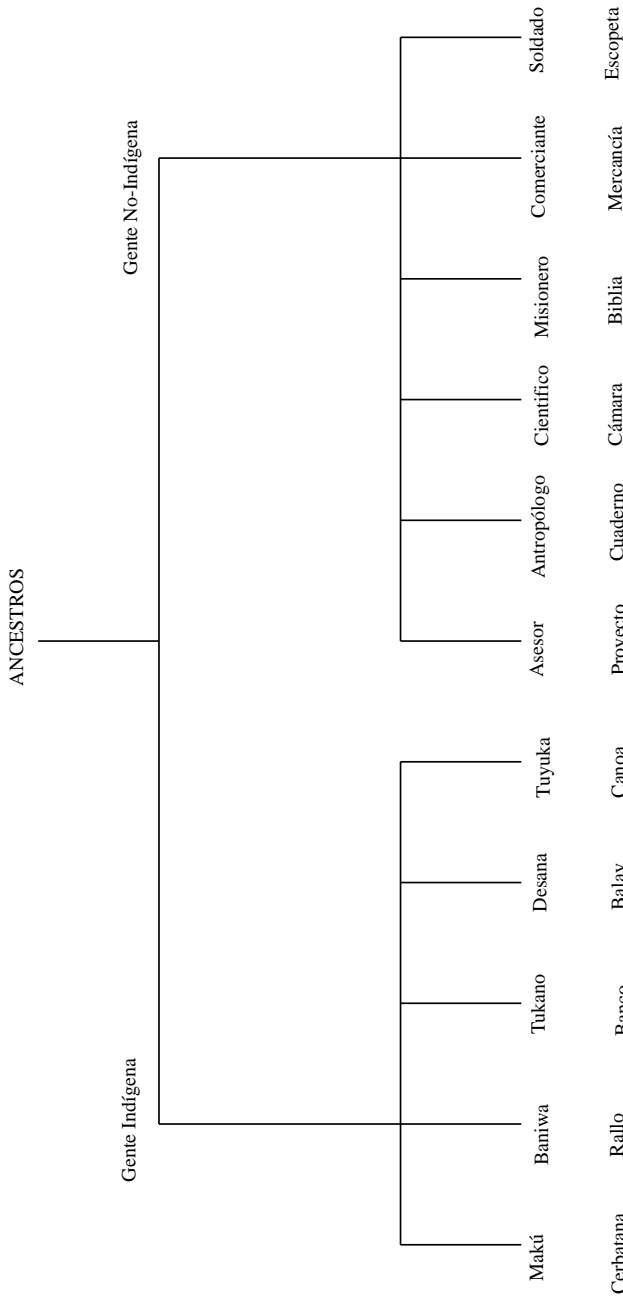 ANCESTROS
Gente Indígena Gente No-Indígena
Makú Baniwa Tukano Desana Tuyuka Asesor Antropólogo Cientifico Misionero Comerciante Soldado
Cerbatana Rallo Banco Balay Canoa Proyecto Cuaderno Cámara Biblia Mercancía Escopeta